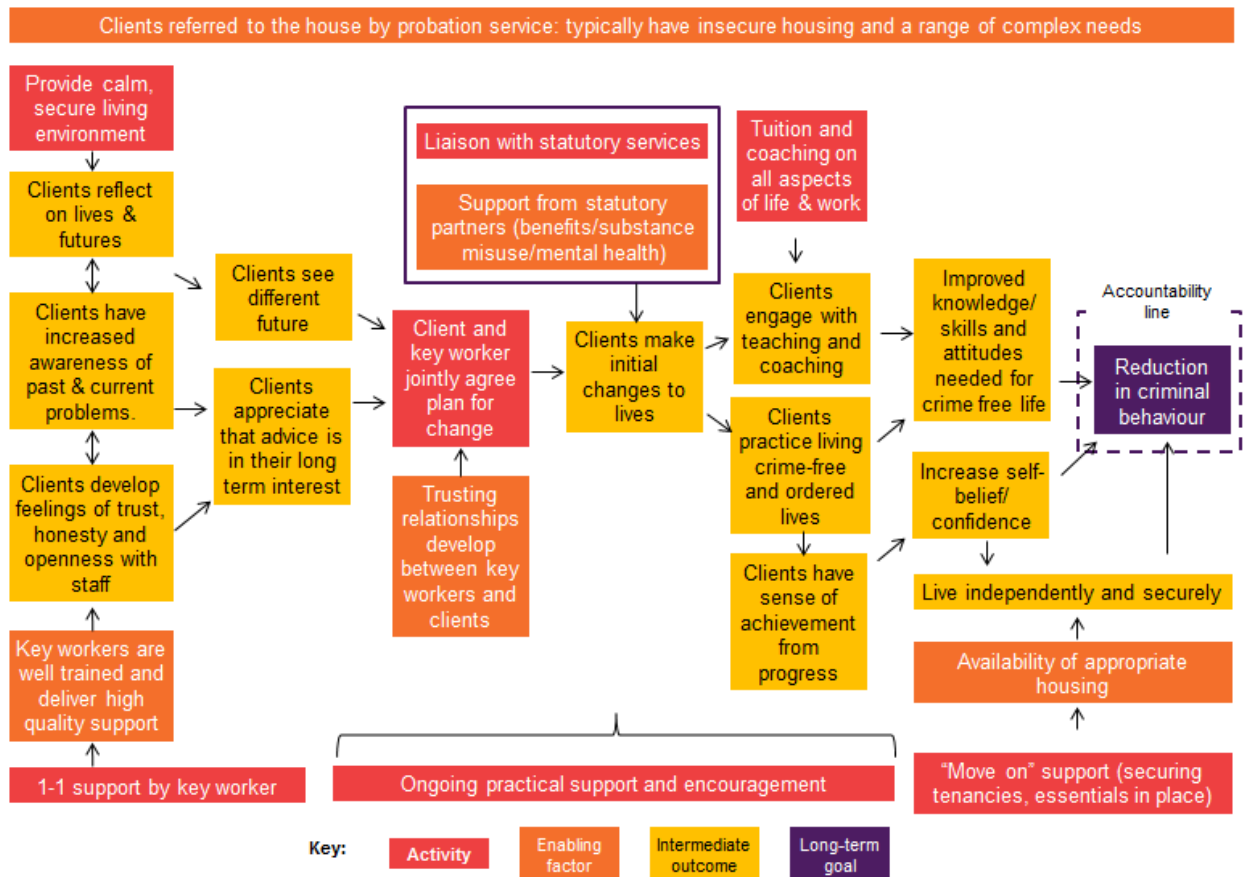 Clients referred to the house by probation service: typically have insecure housing and a range of complex needs
Provide calm,
secure living
environment
Clients reflect
on lives &
futures
Clients have
increased
awareness of
past & current
problems.
Clients develop
feelings of trust,
honesty and
openness with
staff
Key workers are
well trained and
deliver high
quality support
1-1 support by key worker
Clients see
different
future
Clients
appreciate
that advice is
in their long
term interest
Liaison with statutory services
Support from statutory
partners (benefits/substance
misuse/mental health)
Client and
key worker
jointly agree
plan for
change
Trusting
relationships
develop
between key
workers and
clients
Clients make
initial
changes to
lives
Tuition and
coaching on
all aspects
of life & work
Clients
engage with
teaching and
coaching
Clients
practice living
crime-free
and ordered
lives
Clients have
sense of
achievement
from
progress
Improved
knowledge/
skills and
attitudes
needed for
crime free life
Increase self-
belief/
confidence
Accountability
line
Reduction
in criminal
behaviour
Live independently and securely
Availability of appropriate
housing
"Move on" support (securing
tenancies, essentials in place)
Ongoing practical support and encouragement
Key:
Activity
Enabling
factor
Intermediate
outcome
Long-term
goal